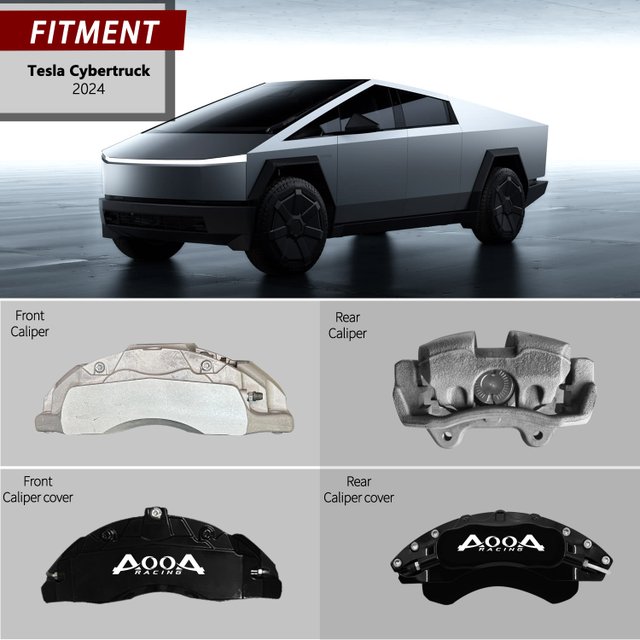 FITMENT
Tesla Cybertruck
2024
Front
Caliper
Rear
Caliper
Front
Caliper cover
Rear
Caliper cover
AOOA
RACING
AOOA
RACING